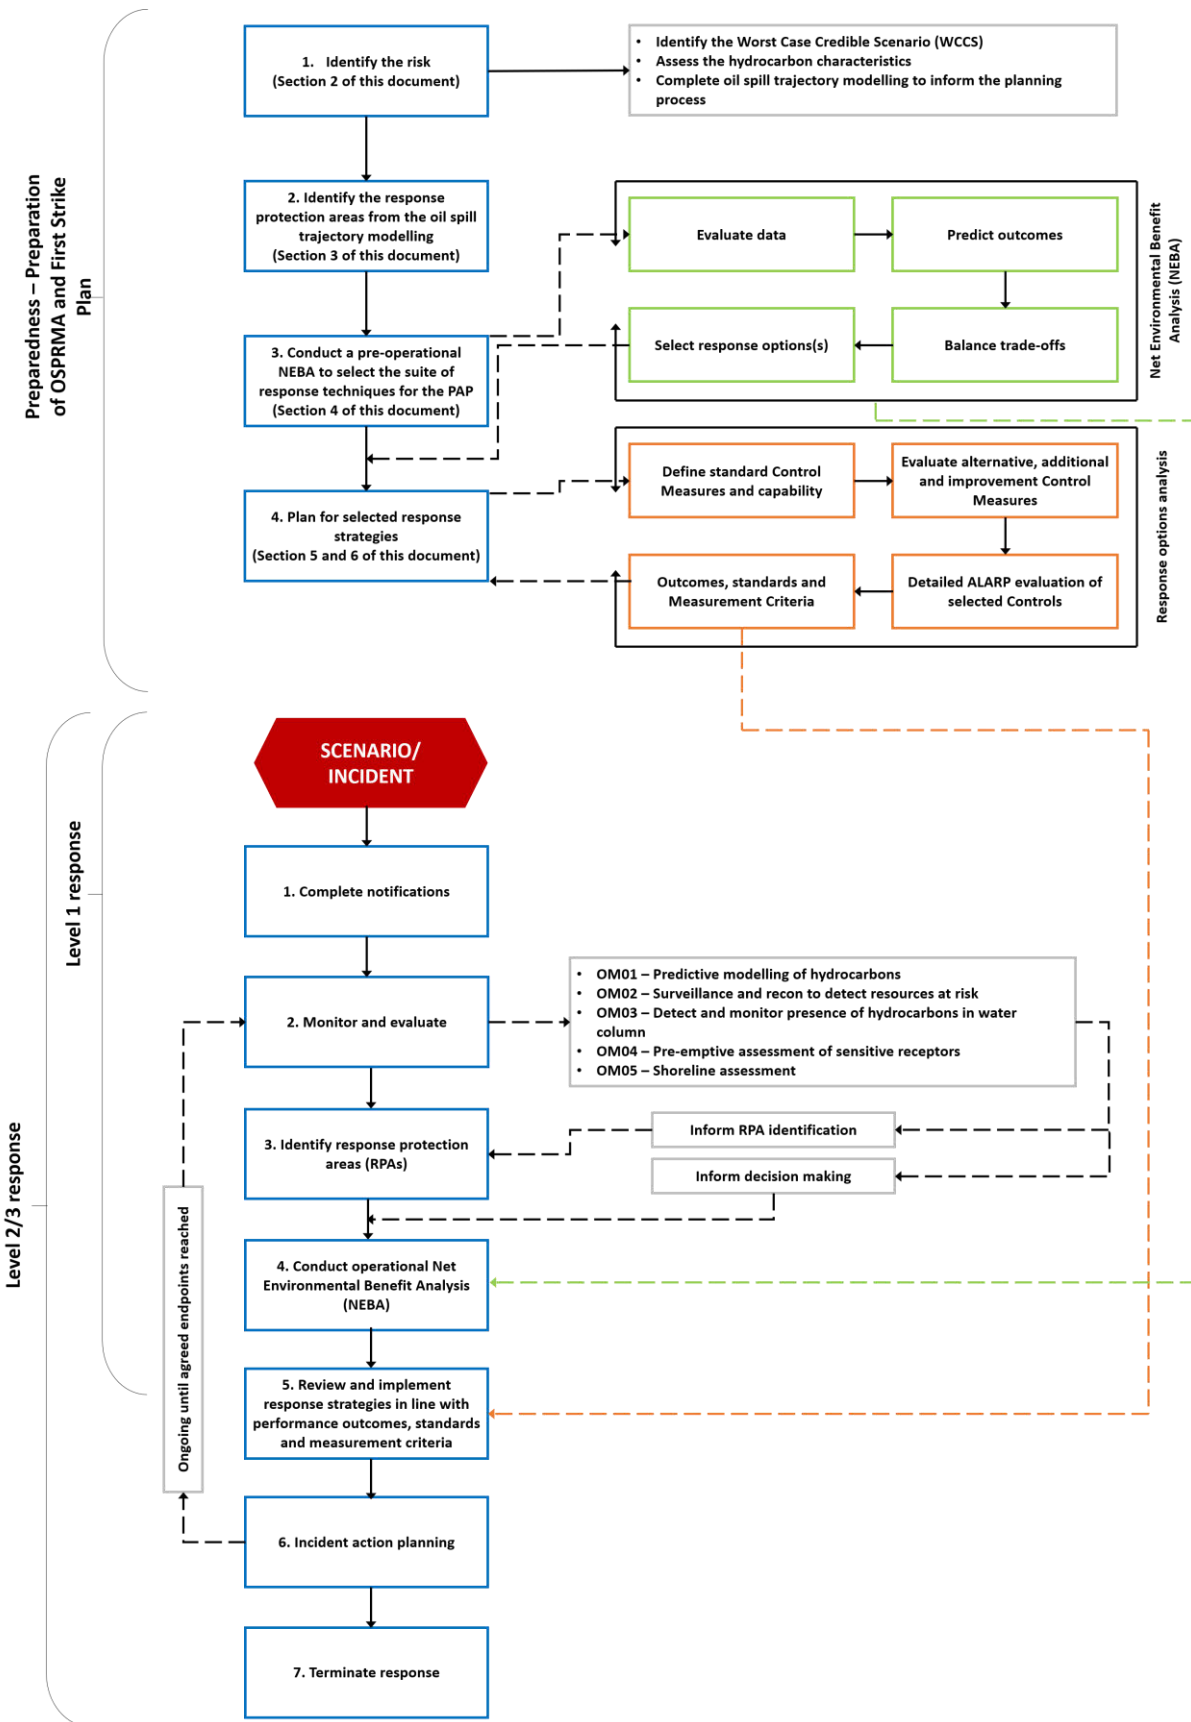 Preparedness – Preparation
of OSPRMA and First Strike
Plan
1. Identify the risk
(Section 2 of this document)
• Identify the Worst Case Credible Scenario (WCCS)
• Assess the hydrocarbon characteristics
• Complete oil spill trajectory modelling to inform the planning
process
2. Identify the response
protection areas from the oil spill
trajectory modelling
(Section 3 of this document)
Evaluate data
Predict outcomes
Select response options(s)
Balance trade-offs
Net Environmental Benefit
Analysis (NEBA)
3. Conduct a pre-operational
NEBA to select the suite of
response techniques for the PAP
(Section 4 of this document)
4. Plan for selected response
strategies
(Section 5 and 6 of this document)
Define standard Control
Measures and capability
Evaluate alternative, additional
and improvement Control
Measures
Outcomes, standards and
Measurement Criteria
Detailed ALARP evaluation of
selected Controls
Response options analysis
Level 2/3 response
Level 1 response
SCENARIO/
INCIDENT
1. Complete notifications
2. Monitor and evaluate
• OM01 – Predictive modelling of hydrocarbons
• OM02 – Surveillance and recon to detect resources at risk
• OM03 – Detect and monitor presence of hydrocarbons in water
column
• OM04 – Pre-emptive assessment of sensitive receptors
• OM05 – Shoreline assessment
3. Identify response protection
areas (RPAs)
Inform RPA identification
Inform decision making
Ongoing until agreed endpoints reached
4. Conduct operational Net
Environmental Benefit Analysis
(NEBA)
5. Review and implement
response strategies in line with
performance outcomes, standards
and measurement criteria
6. Incident action planning
7. Terminate response